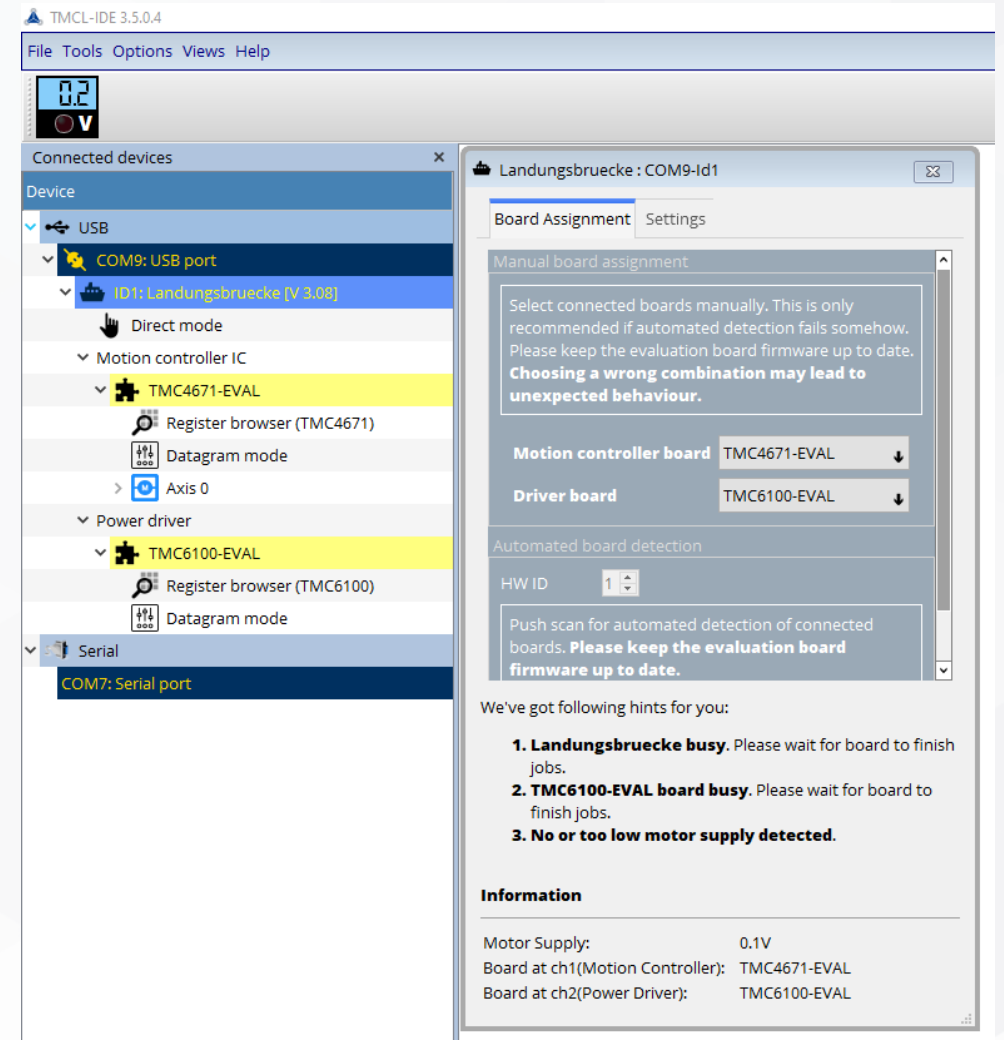 TMCL-IDE 3.5.0.4
File Tools Options Views Help
0.2
V
Connected devices
Device
USB
COM9: USB port
ID1: Landungsbruecke [V 3.08]
Direct mode
Motion controller IC
TMC4671-EVAL
Register browser (TMC4671)
Datagram mode
Axis 0
Power driver
TMC6100-EVAL
Register browser (TMC6100)
Datagram mode
Serial
COM7: Serial port
Landungsbruecke : COM9-Id1
Board Assignment Settings
Manual board assignment
Select connected boards manually. This is only
recommended if automated detection fails somehow.
Please keep the evaluation board firmware up to date.
Choosing a wrong combination may lead to
unexpected behaviour.
Motion controller board TMC4671-EVAL
Driver board TMC6100-EVAL
Automated board detection
HW ID 1
Push scan for automated detection of connected
boards. Please keep the evaluation board
firmware up to date.
We've got following hints for you:
1. Landungsbruecke busy. Please wait for board to finish
jobs.
2. TMC6100-EVAL board busy. Please wait for board to
finish jobs.
3. No or too low motor supply detected.
Information
Motor Supply: 0.1V
Board at ch1(Motion Controller): TMC4671-EVAL
Board at ch2(Power Driver): TMC6100-EVAL